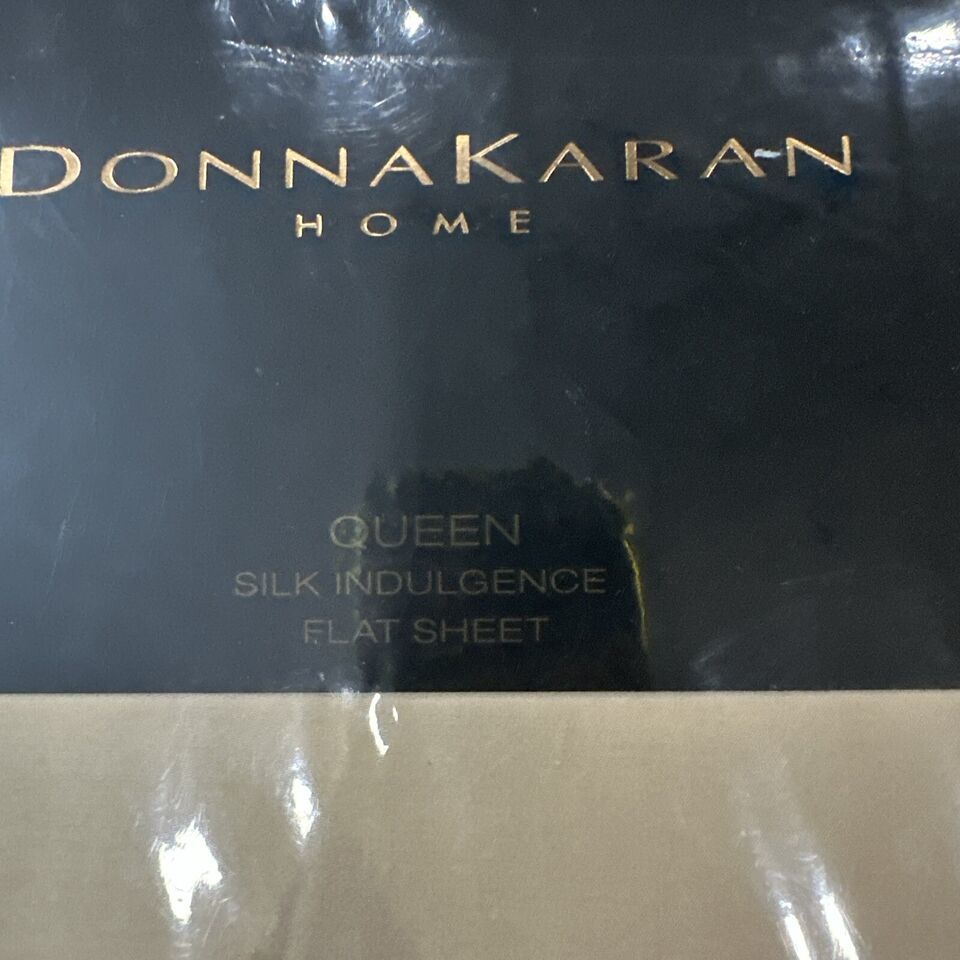 DONNAKARAN
HOME
QUEEN
SILK INDULGENCE
FLAT SHEET